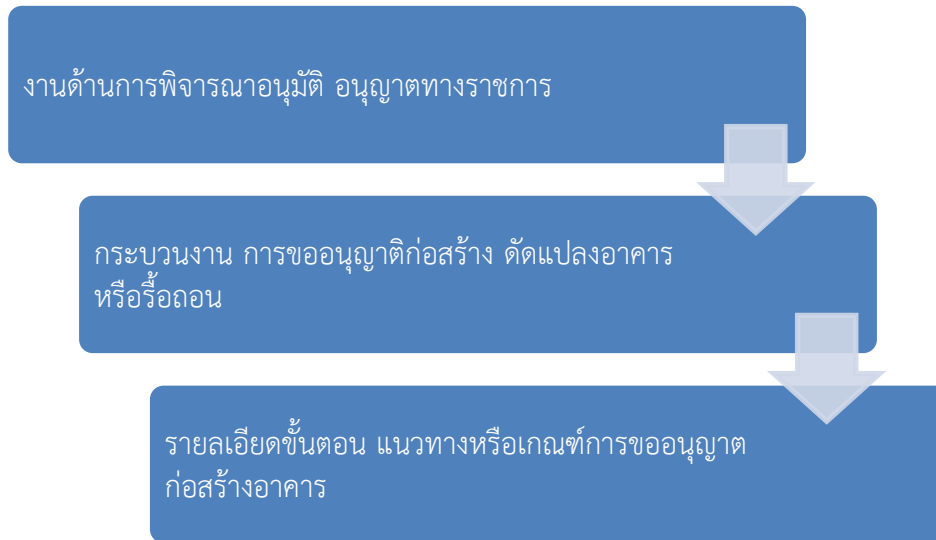 งานด้านการพิจารณาอนุมัติ อนุญาตทางราชการ
กระบวนงาน การขออนุญาติก่อสร้าง ดัดแปลงอาคาร
หรือรื้อถอน
รายลเอียดขั้นตอน แนวทางหรือเกณฑ์การขออนุญาต
ก่อสร้างอาคาร